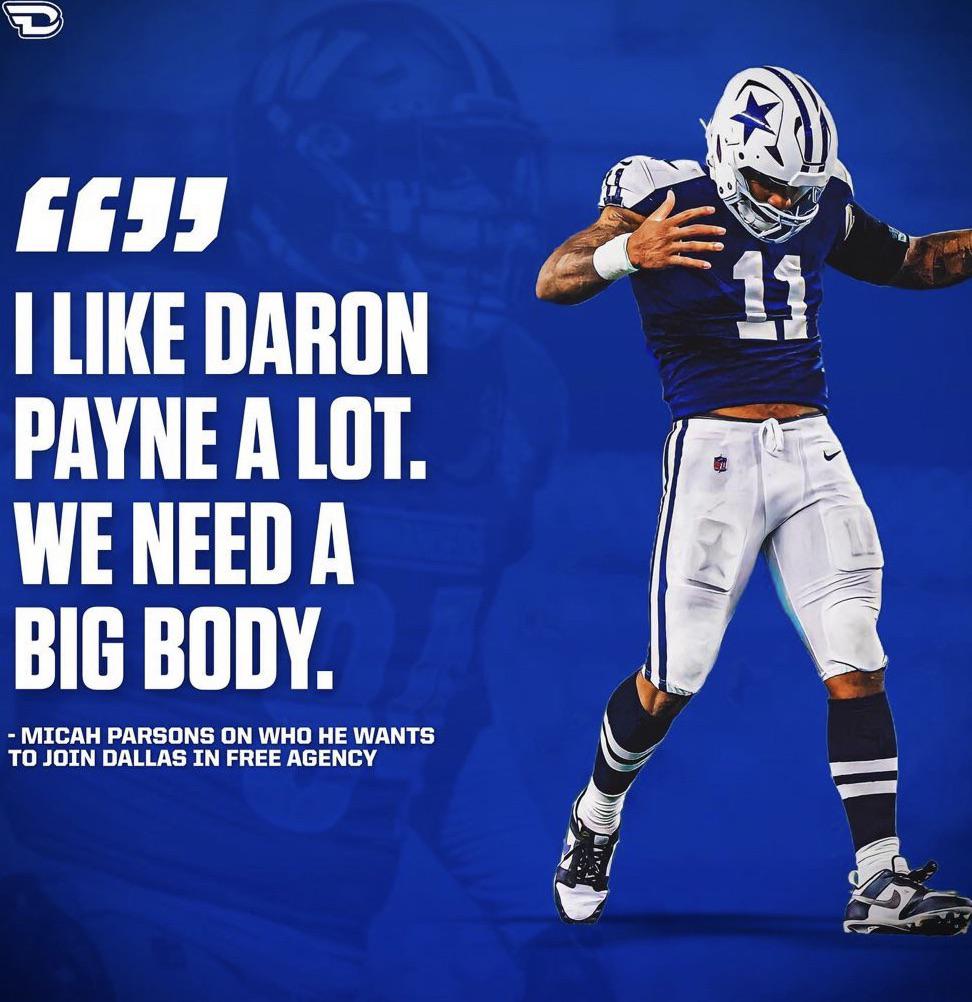 D
““””
I LIKE DARON
PAYNE A LOT.
WE NEED A
BIG BODY.
- MICAH PARSONS ON WHO HE WANTS
TO JOIN DALLAS IN FREE AGENCY
11
11